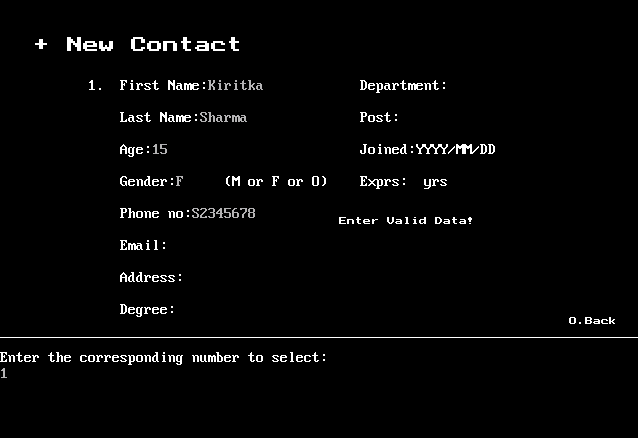 + New Contact
1. First Name:Kiritka Department:
Last Name:Sharma Post:
Age:15 Joined:YYYY/MM/DD
Gender:F (M or F or O) Exprs: yrs
Phone no:S2345678
Enter Valid Data!
Email:
Address:
Degree:
0.Back
Enter the corresponding number to select:
1